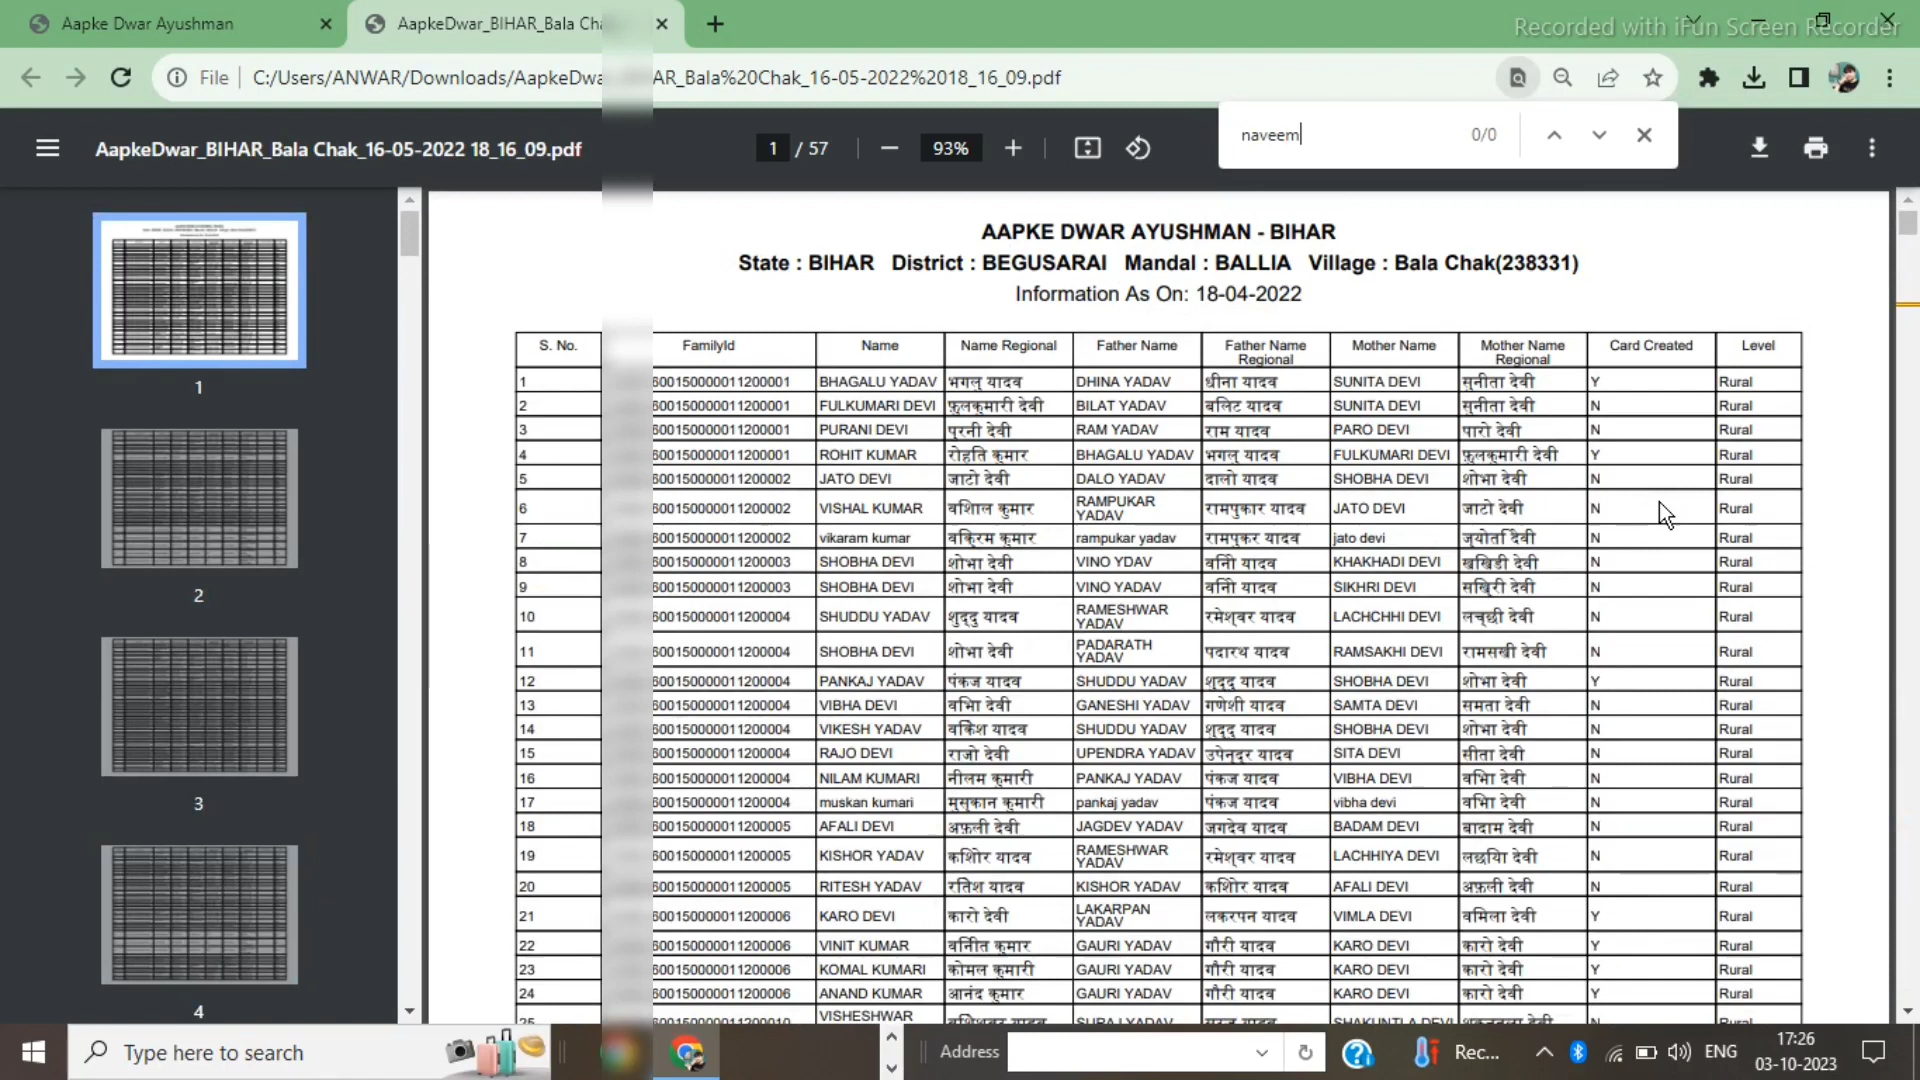 Aapke Dwar Ayushman
AapkeDwar_BIHAR_Bala Cha
Recorded with iFun Screen Recorder
File
C:/Users/ANWAR/Downloads/AapkeDwa
AR_Bala%20Chak_16-05-2022%2018_16_09.pdf
naveem
0/0
AapkeDwar_BIHAR_Bala Chak_16-05-2022 18_16_09.pdf
1 / 57
93%
AAPKE DWAR AYUSHMAN - BIHAR
State : BIHAR District : BEGUSARAI Mandal : BALLIA Village : Bala Chak(238331)
Information As On: 18-04-2022
S. No. FamilyId Name Name Regional Father Name Father Name Regional Mother Name Mother Name Regional Card Created Level
1 600150000011200001 BHAGALU YADAV भगलु यादव DHINA YADAV धीना यादव SUNITA DEVI सुनीता देवी Y Rural
2 600150000011200001 FULKUMARI DEVI फ़ुलकुमारी देवी BILAT YADAV बलिट यादव SUNITA DEVI सुनीता देवी N Rural
3 600150000011200001 PURANI DEVI पुरनी देवी RAM YADAV राम यादव PARO DEVI पारो देवी N Rural
4 600150000011200001 ROHIT KUMAR रोहति कुमार BHAGALU YADAV भगलु यादव FULKUMARI DEVI फ़ुलकुमारी देवी Y Rural
5 600150000011200002 JATO DEVI जाटो देवी DALO YADAV दालो यादव SHOBHA DEVI शोभा देवी N Rural
6 600150000011200002 VISHAL KUMAR वशिाल कुमार RAMPUKAR YADAV रामपुकार यादव JATO DEVI जाटो देवी N Rural
7 600150000011200002 vikaram kumar वक्रिम कुमार rampukar yadav रामपुकर यादव jato devi ज्योति देवी N Rural
8 600150000011200003 SHOBHA DEVI शोभा देवी VINO YDAV वनिो यादव KHAKHADI DEVI खखिडी देवी N Rural
9 600150000011200003 SHOBHA DEVI शोभा देवी VINO YADAV वनिो यादव SIKHRI DEVI सख्रिी देवी N Rural
10 600150000011200004 SHUDDU YADAV शुद्दु यादव RAMESHWAR YADAV रमेश्वर यादव LACHCHHI DEVI लच्छी देवी N Rural
11 600150000011200004 SHOBHA DEVI शोभा देवी PADARATH YADAV पदारथ यादव RAMSAKHI DEVI रामसखी देवी N Rural
12 600150000011200004 PANKAJ YADAV पंकज यादव SHUDDU YADAV शुद्दु यादव SHOBHA DEVI शोभा देवी Y Rural
13 600150000011200004 VIBHA DEVI वभिा देवी GANESHI YADAV गणेशी यादव SAMTA DEVI समता देवी N Rural
14 600150000011200004 VIKESH YADAV वकिेश यादव SHUDDU YADAV शुद्दु यादव SHOBHA DEVI शोभा देवी N Rural
15 600150000011200004 RAJO DEVI राजो देवी UPENDRA YADAV उपेन्द्र यादव SITA DEVI सीता देवी N Rural
16 600150000011200004 NILAM KUMARI नीलम कुमारी PANKAJ YADAV पंकज यादव VIBHA DEVI वभिा देवी N Rural
17 600150000011200004 muskan kumari मुस्कान कुमारी pankaj yadav पंकज यादव vibha devi वभिा देवी N Rural
18 600150000011200005 AFALI DEVI अफ़ली देवी JAGDEV YADAV जगदेव यादव BADAM DEVI बादाम देवी N Rural
19 600150000011200005 KISHOR YADAV कशिोर यादव RAMESHWAR YADAV रमेश्वर यादव LACHHIYA DEVI लछयिा देवी N Rural
20 600150000011200005 RITESH YADAV रतिेश यादव KISHOR YADAV कशिोर यादव AFALI DEVI अफ़ली देवी N Rural
21 600150000011200006 KARO DEVI कारो देवी LAKARPAN YADAV लकरपन यादव VIMLA DEVI वमिला देवी Y Rural
22 600150000011200006 VINIT KUMAR वनिीत कुमार GAURI YADAV गौरी यादव KARO DEVI कारो देवी Y Rural
23 600150000011200006 KOMAL KUMARI कोमल कुमारी GAURI YADAV गौरी यादव KARO DEVI कारो देवी Y Rural
24 600150000011200006 ANAND KUMAR आनंद कुमार GAURI YADAV गौरी यादव KARO DEVI कारो देवी Y Rural
25 600150000011200010 VISHESHWAR SURAJ YADAV SHAKUNTLA DEVI N Rural
1
2
3
4
Type here to search
Address
Rec...
ENG
17:26
03-10-2023